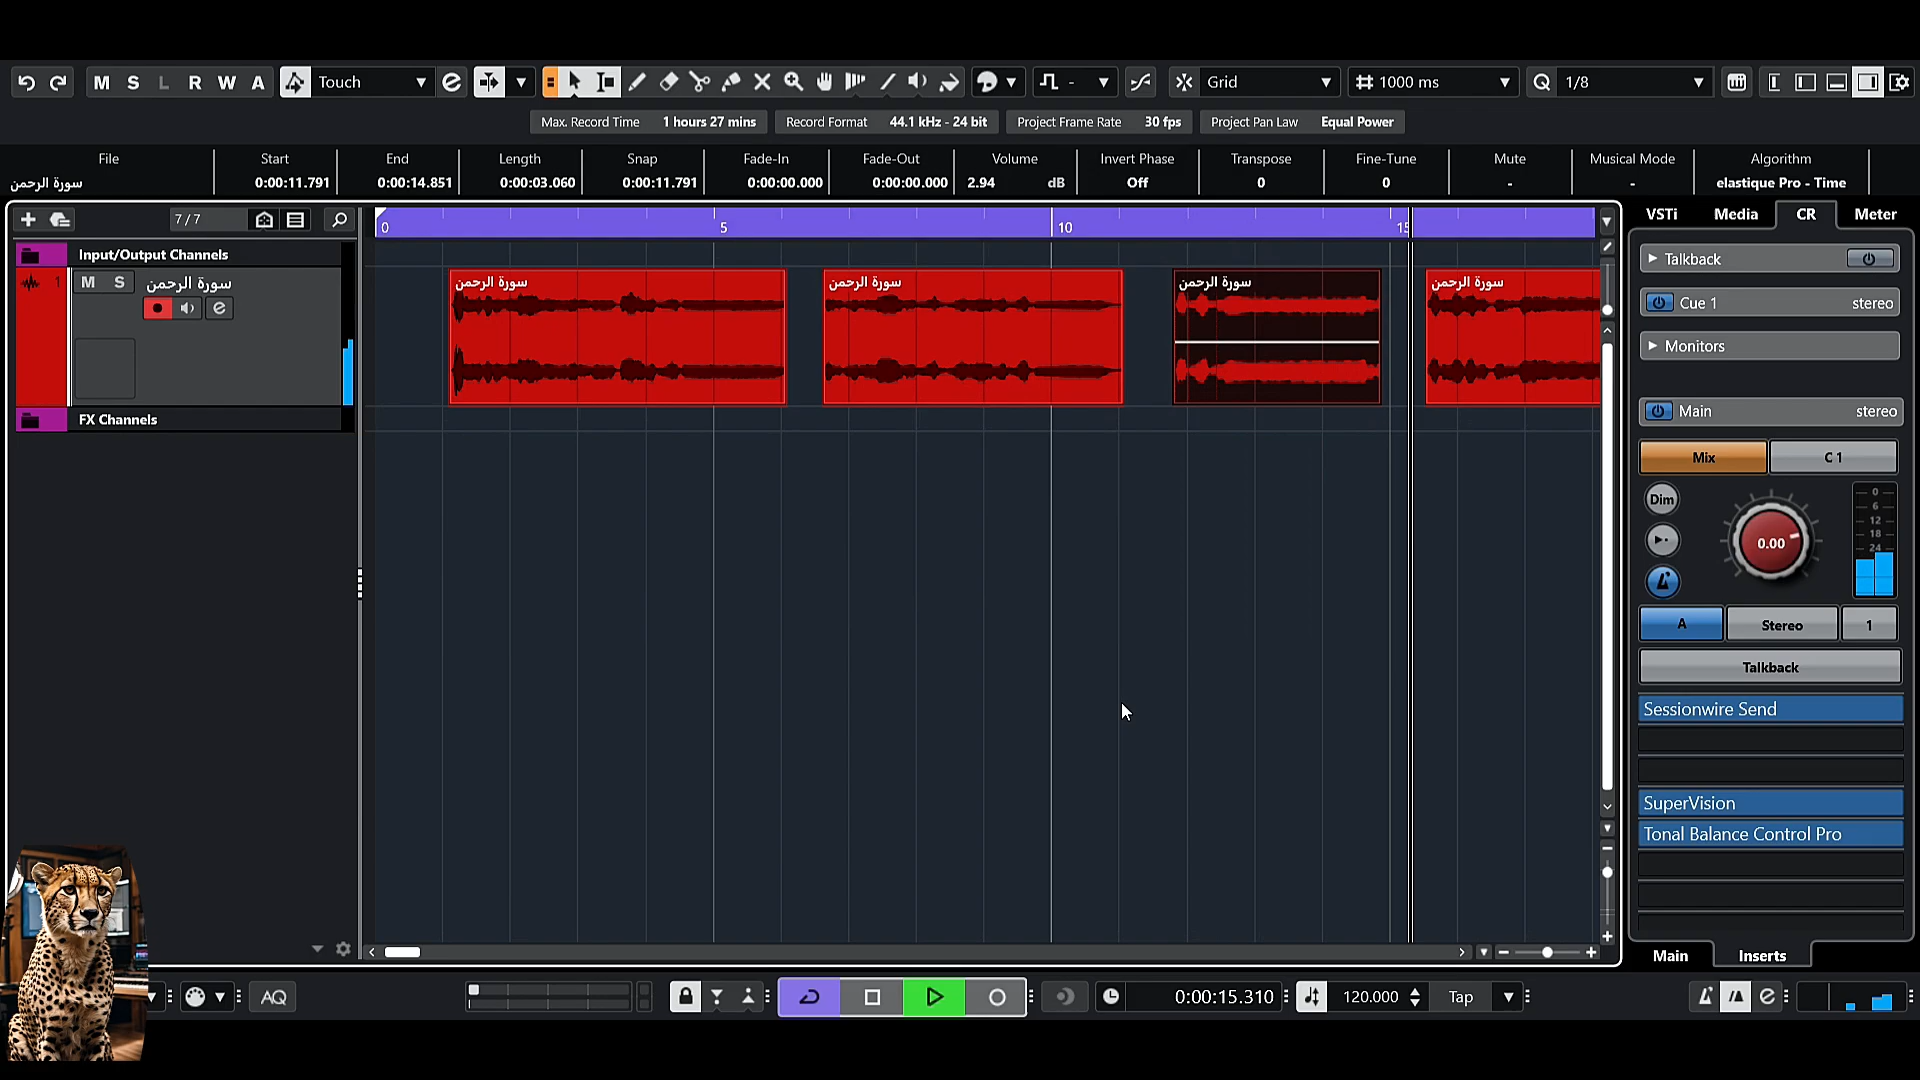 M S L R W A Touch Grid 1000 ms Q 1/8
Max. Record Time 1 hours 27 mins Record Format 44.1 kHz - 24 bit Project Frame Rate 30 fps Project Pan Law Equal Power
File Start End Length Snap Fade-In Fade-Out Volume Invert Phase Transpose Fine-Tune Mute Musical Mode Algorithm
سورة الرحمن 0:00:11.791 0:00:14.851 0:00:03.060 0:00:11.791 0:00:00.000 0:00:00.000 2.94 dB Off 0 0 - - elastique Pro - Time
7 / 7
0 5 10 15
VSTi Media CR Meter
Input/Output Channels
1 M S سورة الرحمن
سورة الرحمن سورة الرحمن سورة الرحمن سورة الرحمن
FX Channels
Talkback
Cue 1 stereo
Monitors
Main stereo
Mix C 1
Dim
0.00
0
6
12
18
24
A Stereo 1
Talkback
Sessionwire Send
SuperVision
Tonal Balance Control Pro
Main Inserts
AQ 0:00:15.310 120.000 Tap